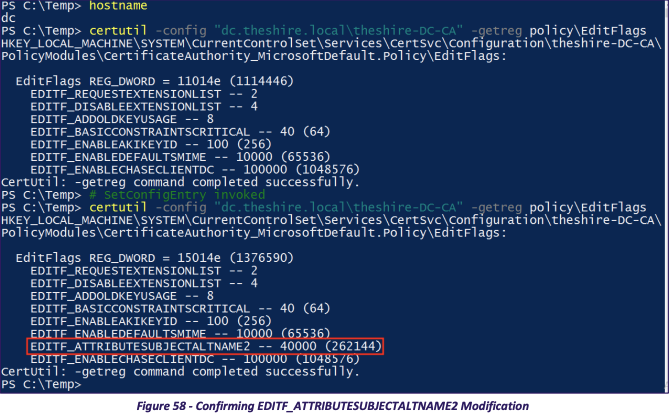 PS C:\Temp> hostname
dc
PS C:\Temp> certutil -config "dc.theshire.local\theshire-DC-CA" -getreg policy\EditFlags
HKEY_LOCAL_MACHINE\SYSTEM\CurrentControlSet\Services\CertSvc\Configuration\theshire-DC-CA\
PolicyModules\CertificateAuthority_MicrosoftDefault.Policy\EditFlags:
EditFlags REG_DWORD = 11014e (1114446)
EDITF_REQUESTEXTENSIONLIST -- 2
EDITF_DISABLEEXTENSIONLIST -- 4
EDITF_ADDOLDKEYUSAGE -- 8
EDITF_BASICCONSTRAINTSCRITICAL -- 40 (64)
EDITF_ENABLEAKIKEYID -- 100 (256)
EDITF_ENABLEDEFAULTSMIME -- 10000 (65536)
EDITF_ENABLECHASECLIENTDC -- 100000 (1048576)
CertUtil: -getreg command completed successfully.
PS C:\Temp> # SetConfigEntry invoked
PS C:\Temp> certutil -config "dc.theshire.local\theshire-DC-CA" -getreg policy\EditFlags
HKEY_LOCAL_MACHINE\SYSTEM\CurrentControlSet\Services\CertSvc\Configuration\theshire-DC-CA\
PolicyModules\CertificateAuthority_MicrosoftDefault.Policy\EditFlags:
EditFlags REG_DWORD = 15014e (1376590)
EDITF_REQUESTEXTENSIONLIST -- 2
EDITF_DISABLEEXTENSIONLIST -- 4
EDITF_ADDOLDKEYUSAGE -- 8
EDITF_BASICCONSTRAINTSCRITICAL -- 40 (64)
EDITF_ENABLEAKIKEYID -- 100 (256)
EDITF_ENABLEDEFAULTSMIME -- 10000 (65536)
EDITF_ATTRIBUTESUBJECTALTNAME2 -- 40000 (262144)
EDITF_ENABLECHASECLIENTDC -- 100000 (1048576)
CertUtil: -getreg command completed successfully.
PS C:\Temp>
Figure 58 - Confirming EDITF_ATTRIBUTESUBJECTALTNAME2 Modification